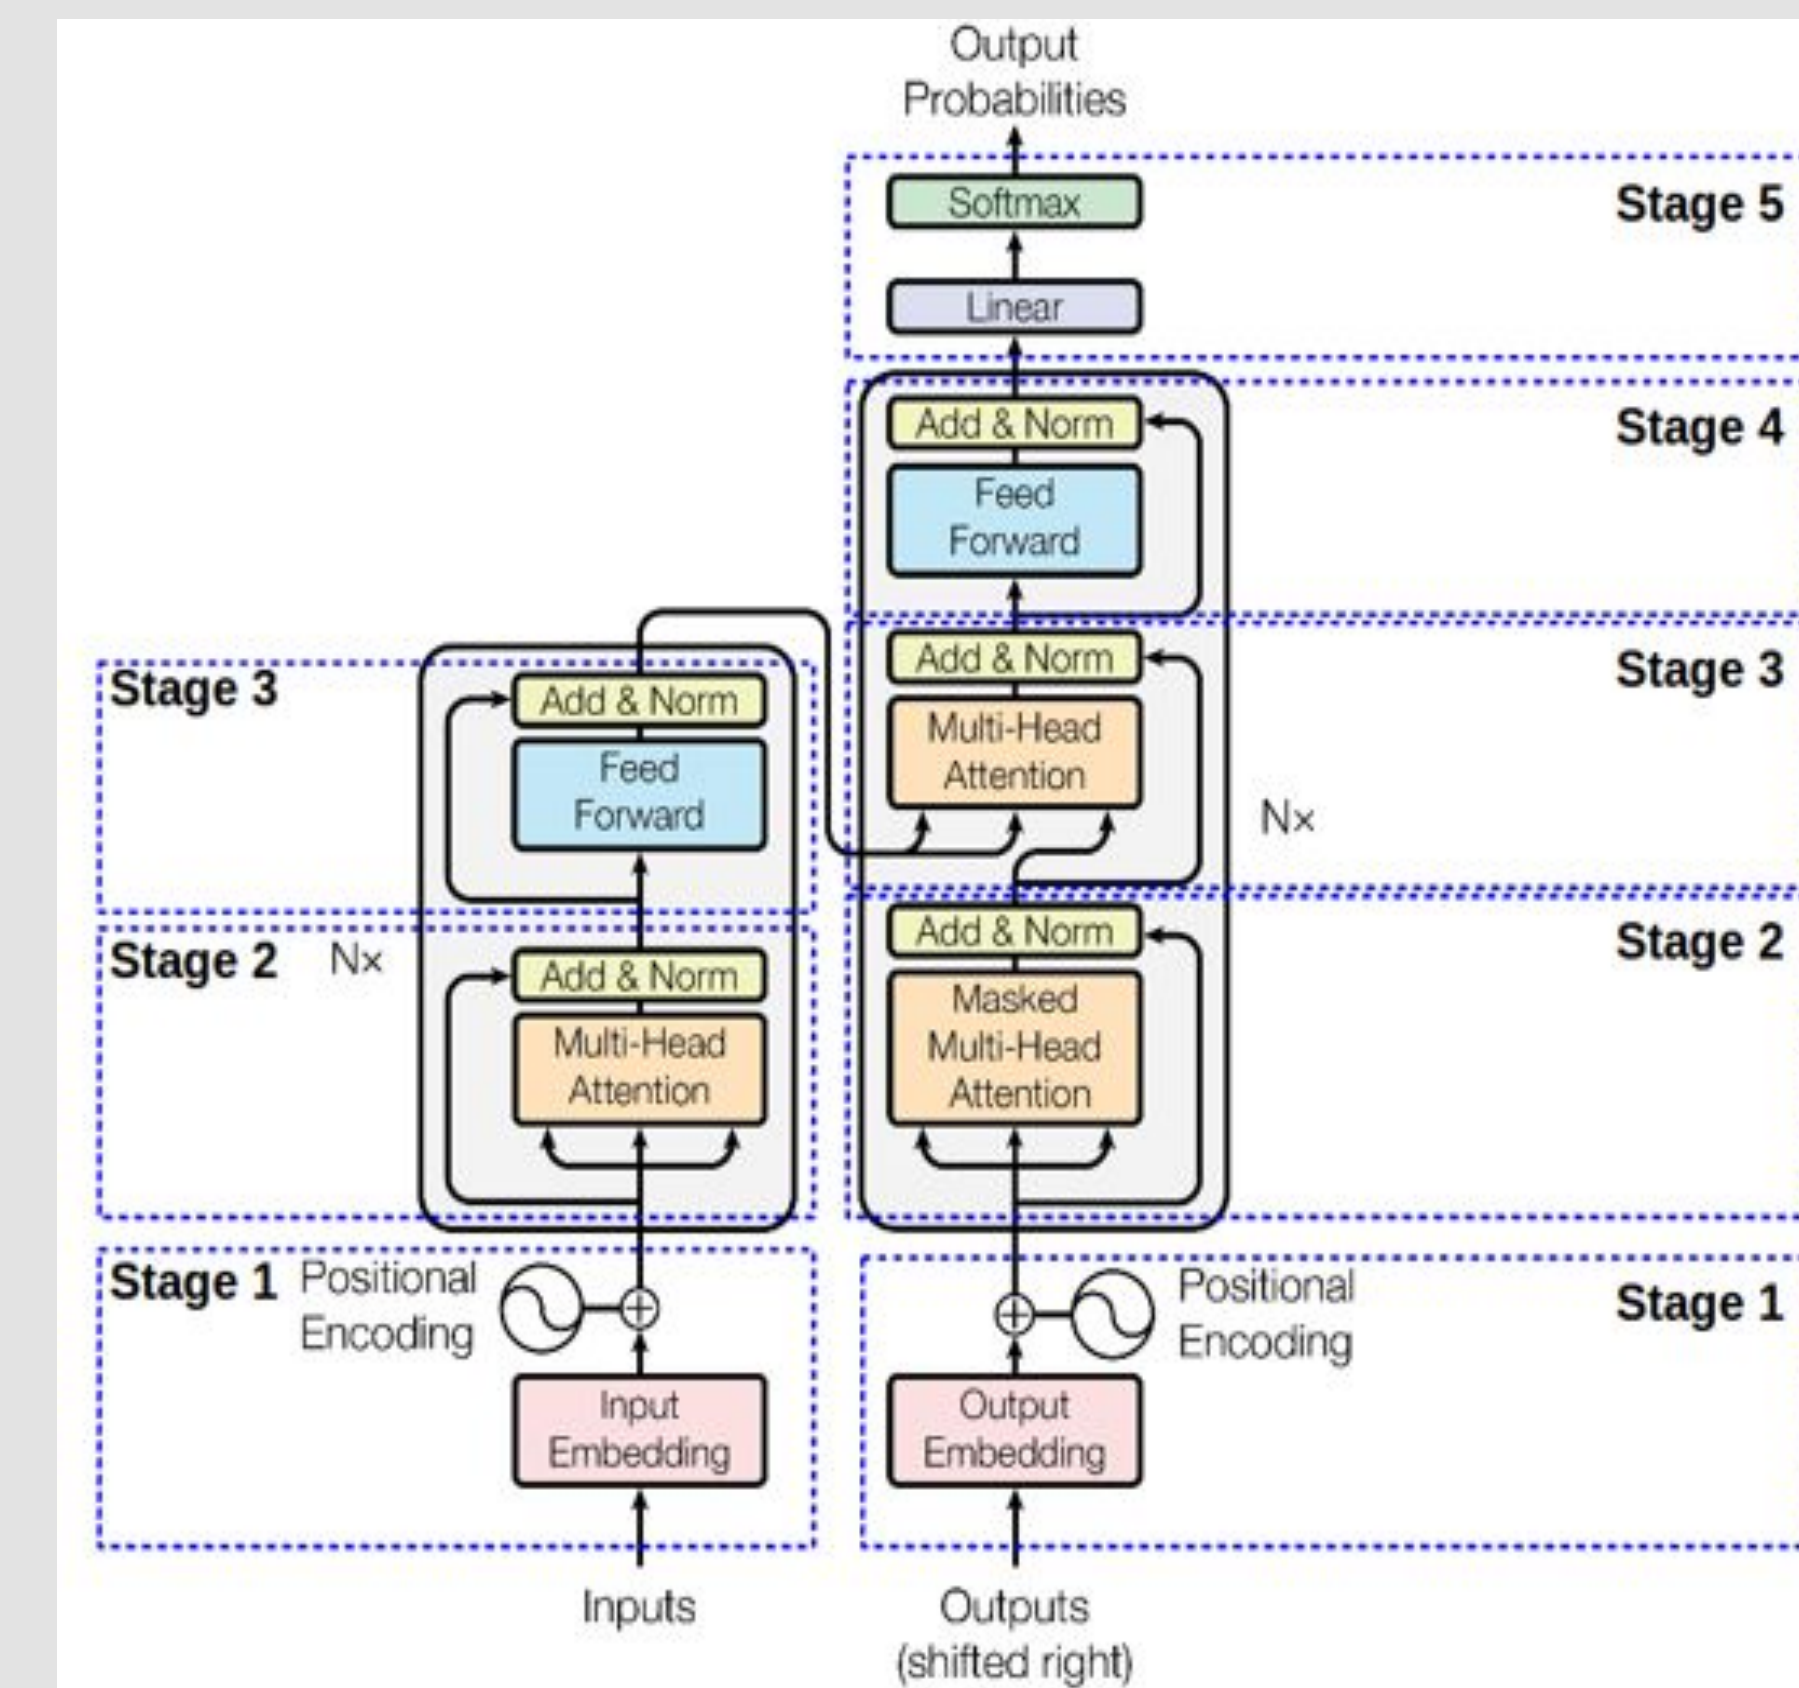 Output
Probabilities
Softmax
Stage 5
Linear
Add & Norm
Stage 4
Feed
Forward
Add & Norm
Stage 3
Multi-Head
Attention
Nx
Add & Norm
Stage 2
Masked
Multi-Head
Attention
Stage 3
Add & Norm
Feed
Forward
Stage 2
Nx
Add & Norm
Multi-Head
Attention
Stage 1
Positional
Encoding
Input
Embedding
Inputs
Positional
Encoding
Stage 1
Output
Embedding
Outputs
(shifted right)